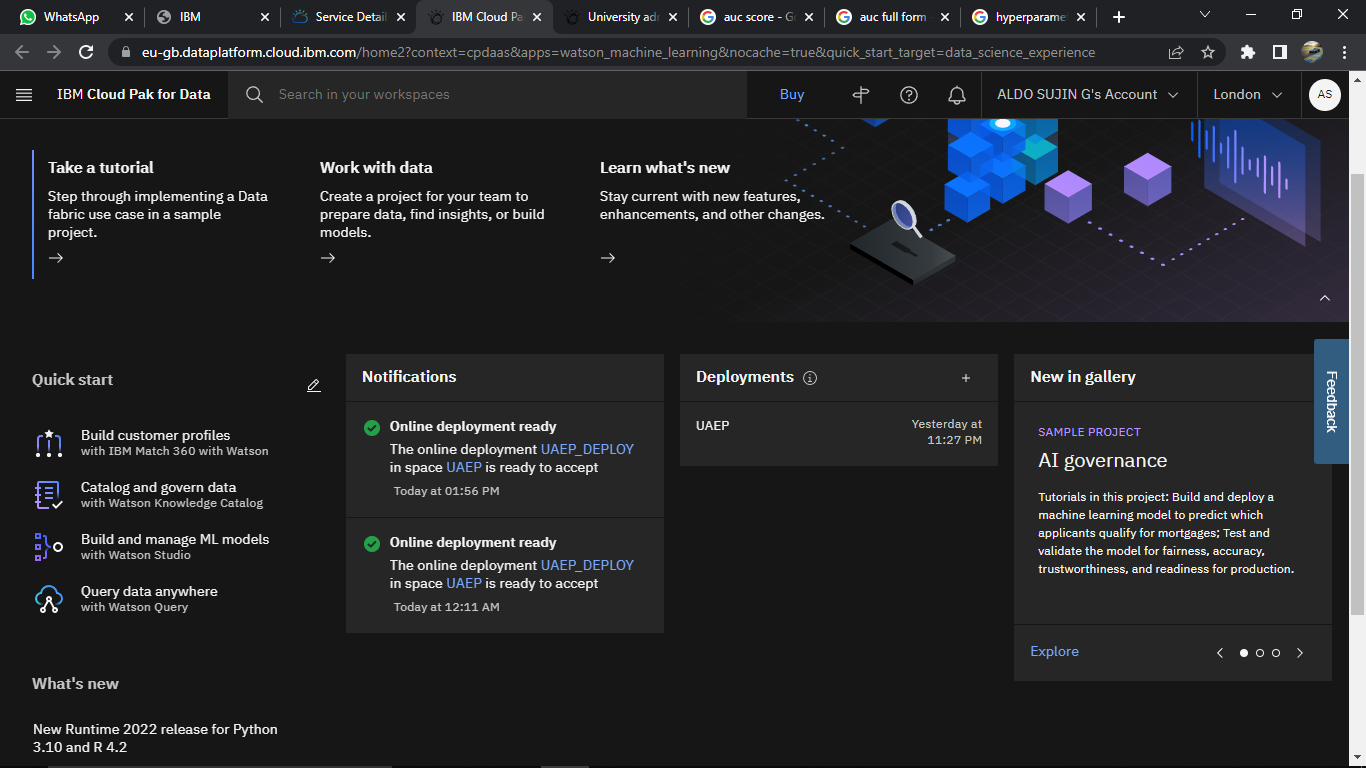 WhatsApp
IBM
Service Detail
IBM Cloud Pa
University adm
auc score - Go
auc full form -
hyperparamet
eu-gb.dataplatform.cloud.ibm.com/home2?context=cpdaas&apps=watson_machine_learning&nocache=true&quick_start_target=data_science_experience
IBM Cloud Pak for Data
Search in your workspaces
Buy
ALDO SUJIN G's Account
London
AS
Take a tutorial
Step through implementing a Data
fabric use case in a sample
project.
Work with data
Create a project for your team to
prepare data, find insights, or build
models.
Learn what's new
Stay current with new features,
enhancements, and other changes.
Feedback
Quick start
Build customer profiles
with IBM Match 360 with Watson
Catalog and govern data
with Watson Knowledge Catalog
Build and manage ML models
with Watson Studio
Query data anywhere
with Watson Query
Notifications
Online deployment ready
The online deployment UAEP_DEPLOY
in space UAEP is ready to accept
Today at 01:56 PM
Online deployment ready
The online deployment UAEP_DEPLOY
in space UAEP is ready to accept
Today at 12:11 AM
Deployments
UAEP
Yesterday at
11:27 PM
New in gallery
SAMPLE PROJECT
AI governance
Tutorials in this project: Build and deploy a
machine learning model to predict which
applicants qualify for mortgages; Test and
validate the model for fairness, accuracy,
trustworthiness, and readiness for production.
Explore
What's new
New Runtime 2022 release for Python
3.10 and R 4.2